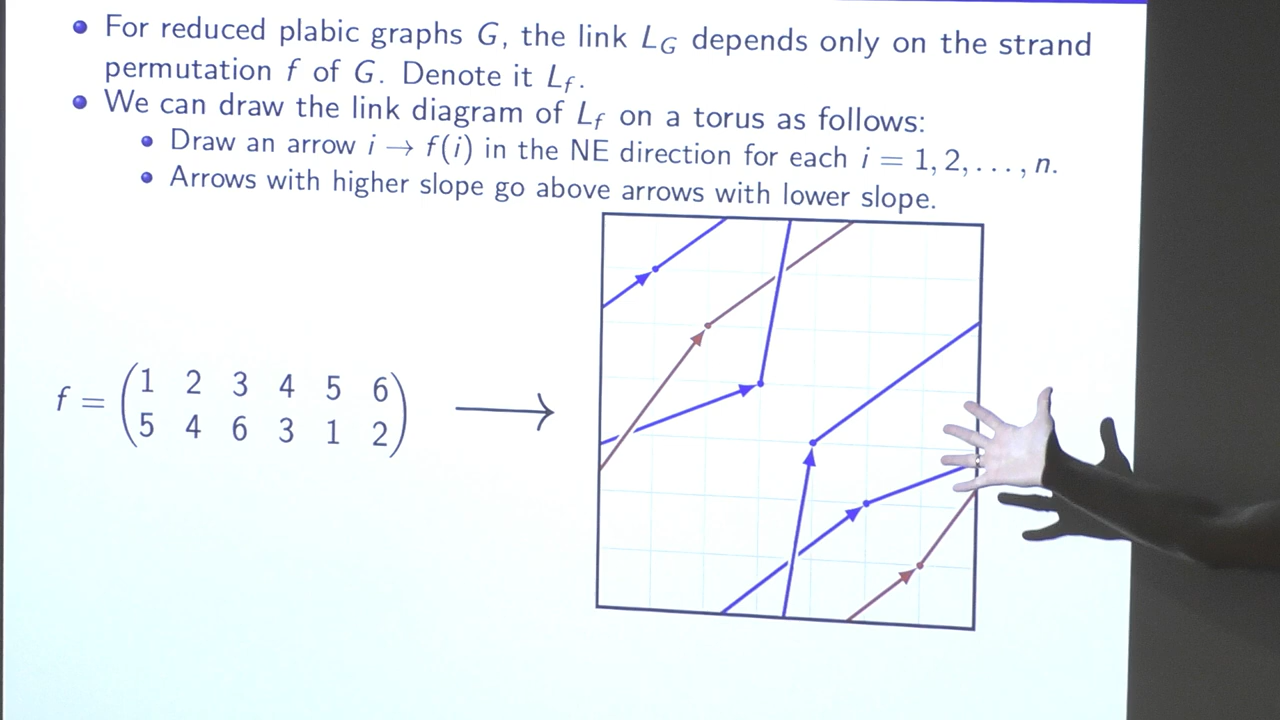 • For reduced plabic graphs G, the link L_G depends only on the strand
permutation f of G. Denote it L_f.
• We can draw the link diagram of L_f on a torus as follows:
• Draw an arrow i → f(i) in the NE direction for each i = 1, 2, . . . , n.
• Arrows with higher slope go above arrows with lower slope.
f = (1 2 3 4 5 6
5 4 6 3 1 2)